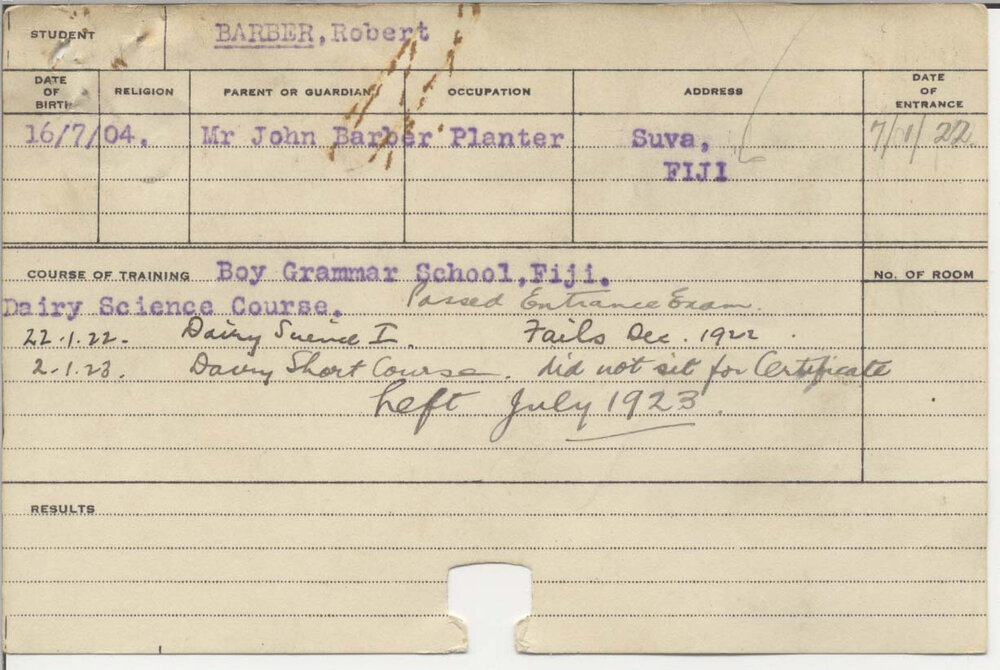 STUDENT BARBER, Robert
DATE OF BIRTH RELIGION PARENT OR GUARDIAN OCCUPATION ADDRESS DATE OF ENTRANCE
16/7/04. Mr John Barber Planter Suva, 7/1/22
FIJI
COURSE OF TRAINING Boy Grammar School,Fiji. No. OF ROOM
Dairy Science Course. Passed Entrance Exam.
22.1.22. Dairy Science I. Fails Dec. 1922.
2.1.23. Dairy Short Course. did not sit for Certificate
Left July 1923.
RESULTS